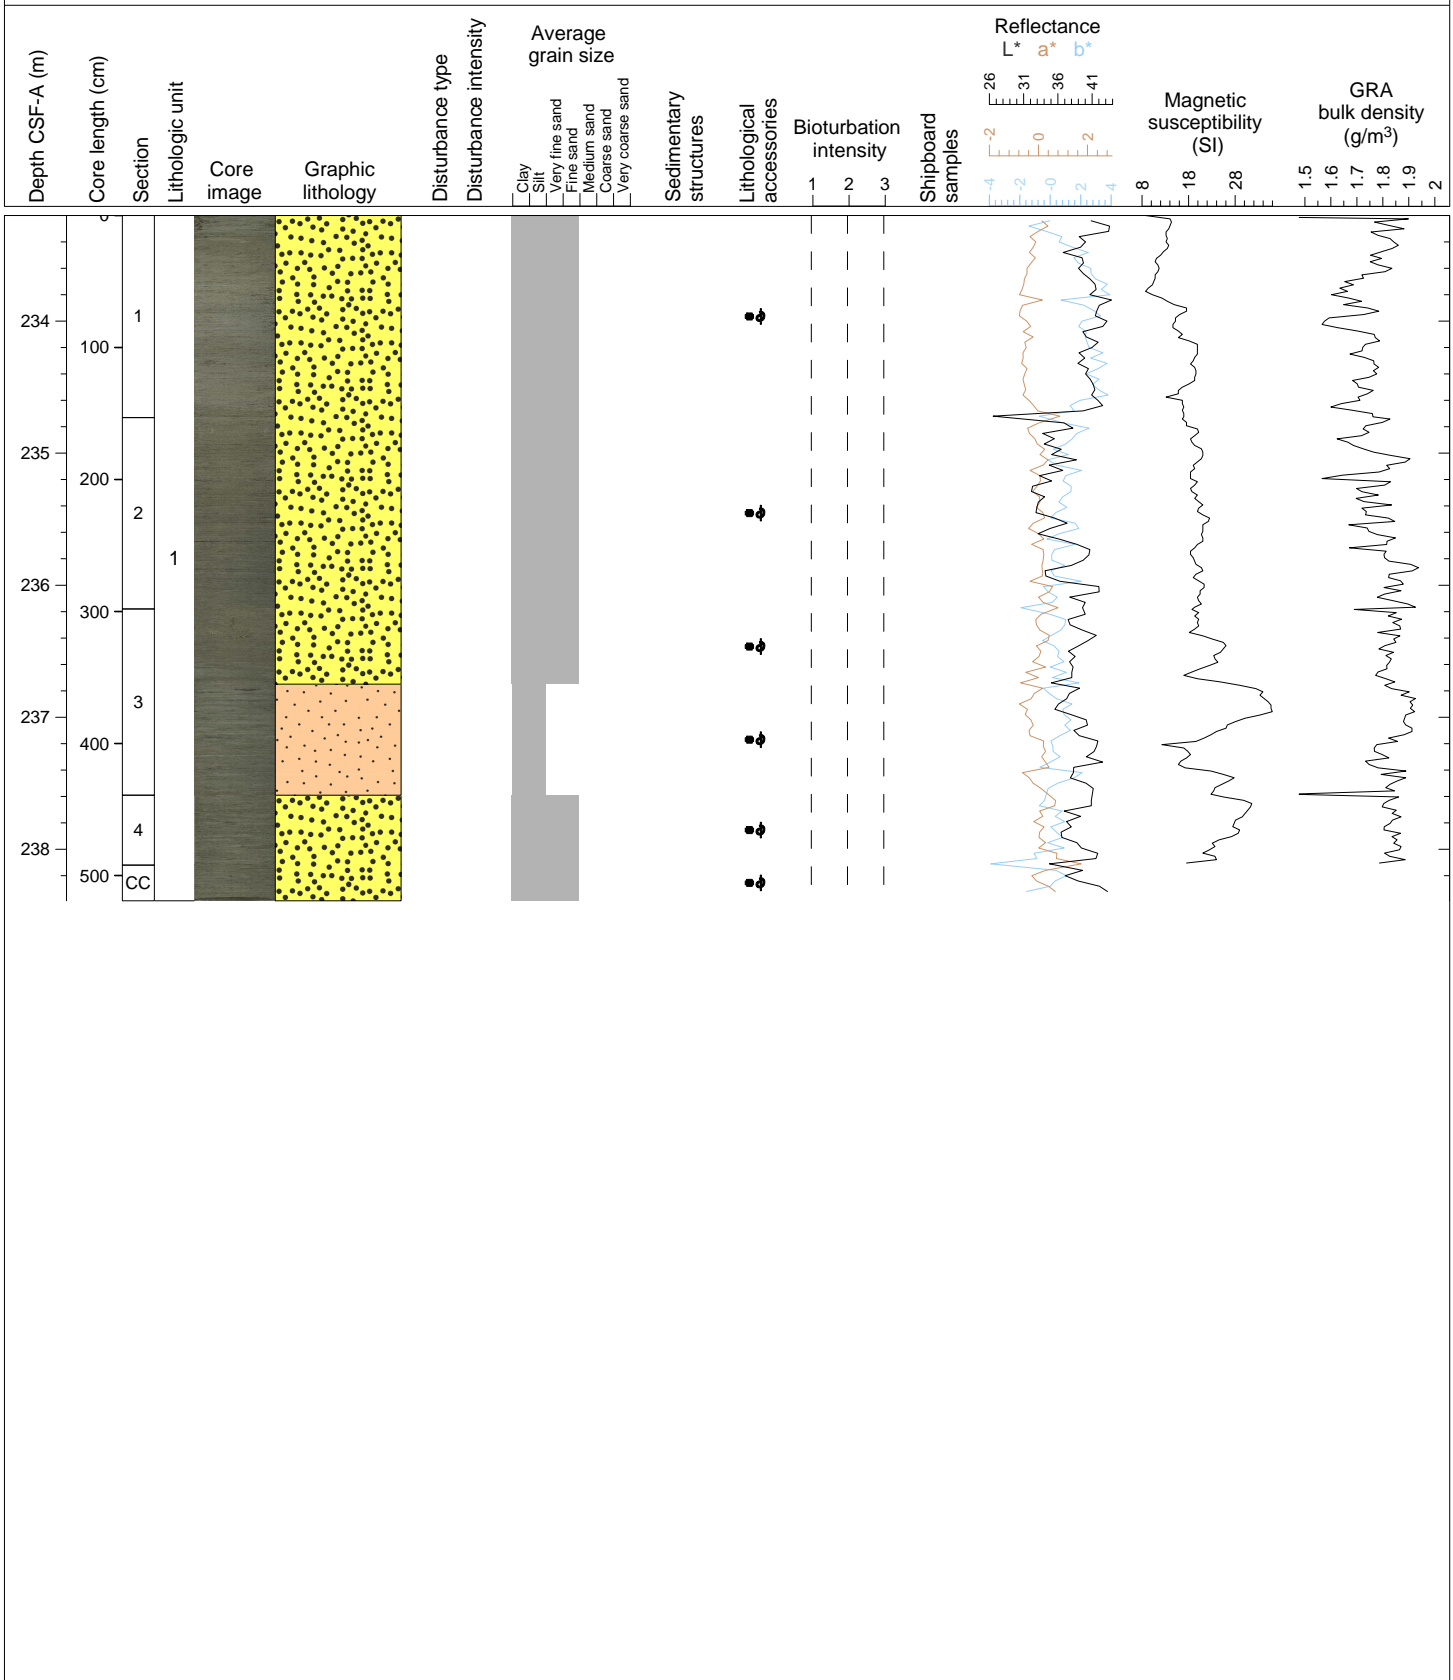 Depth CSF-A (m)
Core length (cm)
Section
Lithologic unit
Core
image
Graphic
lithology
Disturbance type
Disturbance intensity
Average
grain size
Clay
Silt
Very fine sand
Fine sand
Medium sand
Coarse sand
Very coarse sand
Sedimentary
structures
Lithological
accessories
Bioturbation
intensity
1 2 3
Shipboard
samples
Reflectance
L* a* b*
26 31 36 41
-2 0 2
-4 -2 -0 2 4
Magnetic
susceptibility
(SI)
8 18 28
GRA
bulk density
(g/m³)
1.5 1.6 1.7 1.8 1.9 2
0
1
234
100
235
200
2
1
236
300
3
237
400
4
238
500
CC